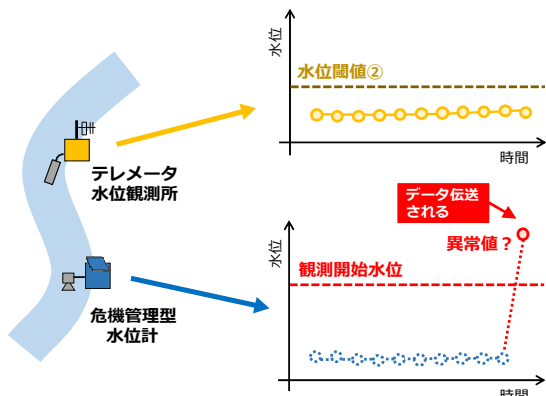 水位
水位閾値②
時間
テレメータ
水位観測所
データ伝送
される
水位
異常値？
観測開始水位
危機管理型
水位計
時間